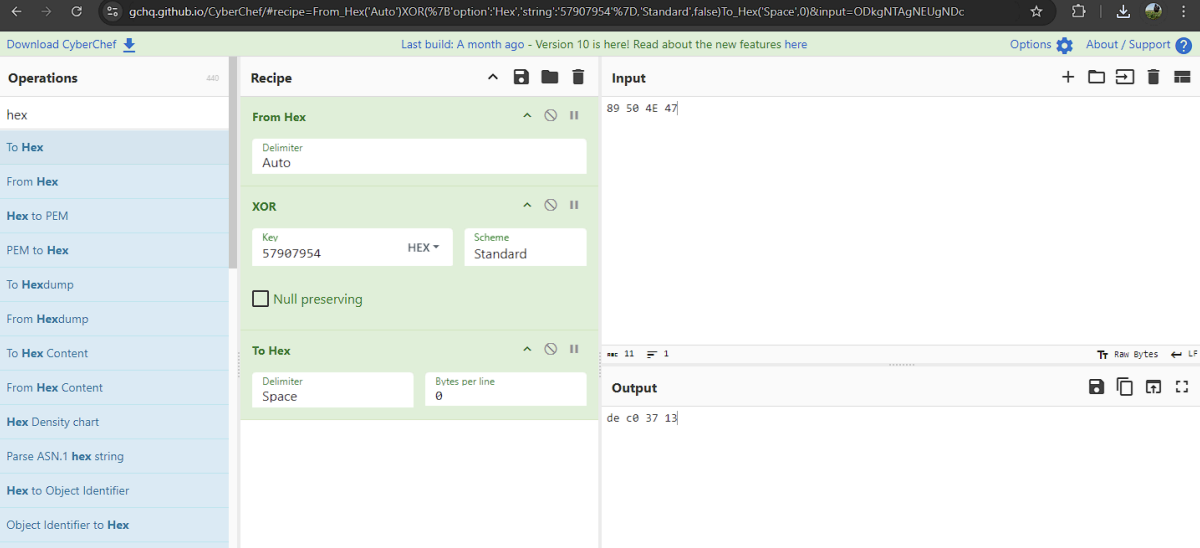 gchq.github.io/CyberChef/#recipe=From_Hex('Auto')XOR(%7B'option':'Hex','string':'57907954'%7D,'Standard',false)To_Hex('Space',0)&input=ODkgNTAgNEUgNDc
Download CyberChef
Last build: A month ago - Version 10 is here! Read about the new features here
Options
About / Support
Operations
440
hex
To Hex
From Hex
Hex to PEM
PEM to Hex
To Hexdump
From Hexdump
To Hex Content
From Hex Content
Hex Density chart
Parse ASN.1 hex string
Hex to Object Identifier
Object Identifier to Hex
Recipe
From Hex
Delimiter
Auto
XOR
Key
57907954
HEX
Scheme
Standard
Null preserving
To Hex
Delimiter
Space
Bytes per line
0
Input
89 50 4E 47
ABC 11 1
Tт Raw Bytes LF
Output
de c0 37 13